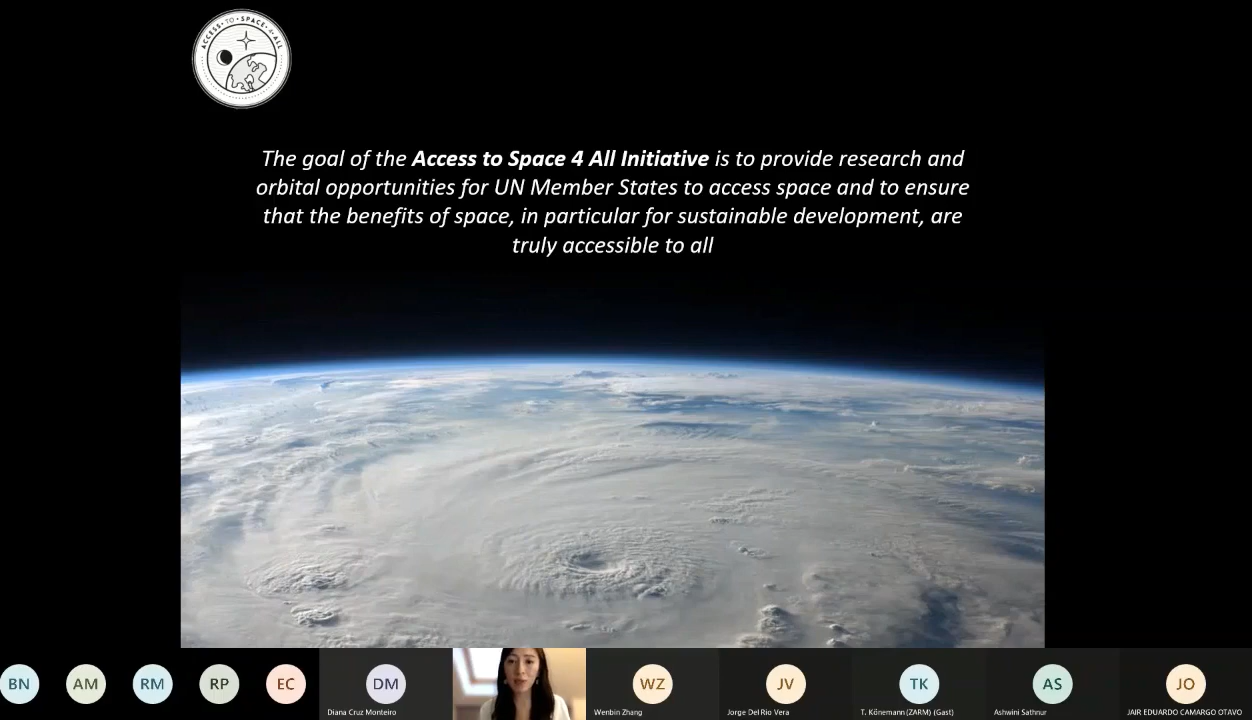 ACCESS • TO • SPACE • 4 • ALL
The goal of the Access to Space 4 All Initiative is to provide research and
orbital opportunities for UN Member States to access space and to ensure
that the benefits of space, in particular for sustainable development, are
truly accessible to all
BN AM RM RP EC DM WZ JV TK AS JO
Diana Cruz Monteiro Wenbin Zhang Jorge Del Rio Vera T. Könemann (ZARM) (Gast) Ashwini Sathnur JAIR EDUARDO CAMARGO OTAVO